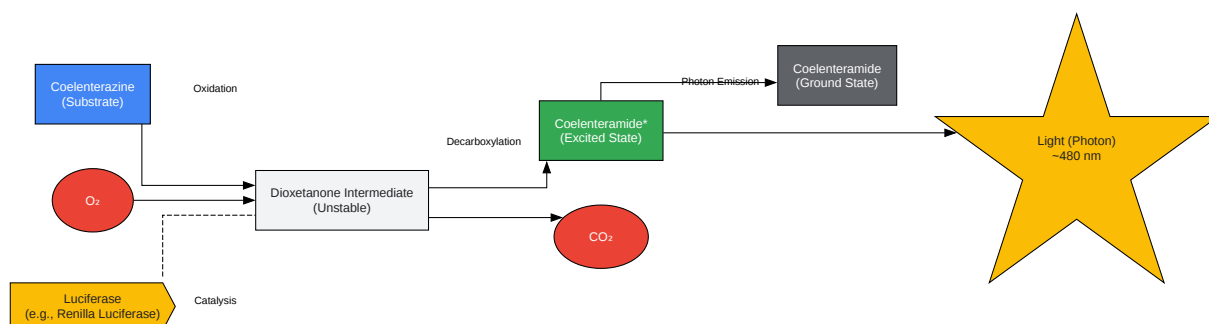 Coelenterazine
(Substrate)
Oxidation
O₂
Luciferase
(e.g., Renilla Luciferase)
Catalysis
Dioxetanone Intermediate
(Unstable)
Decarboxylation
Coelenteramide*
(Excited State)
CO₂
Photon Emission
Coelenteramide
(Ground State)
Light (Photon)
~480 nm